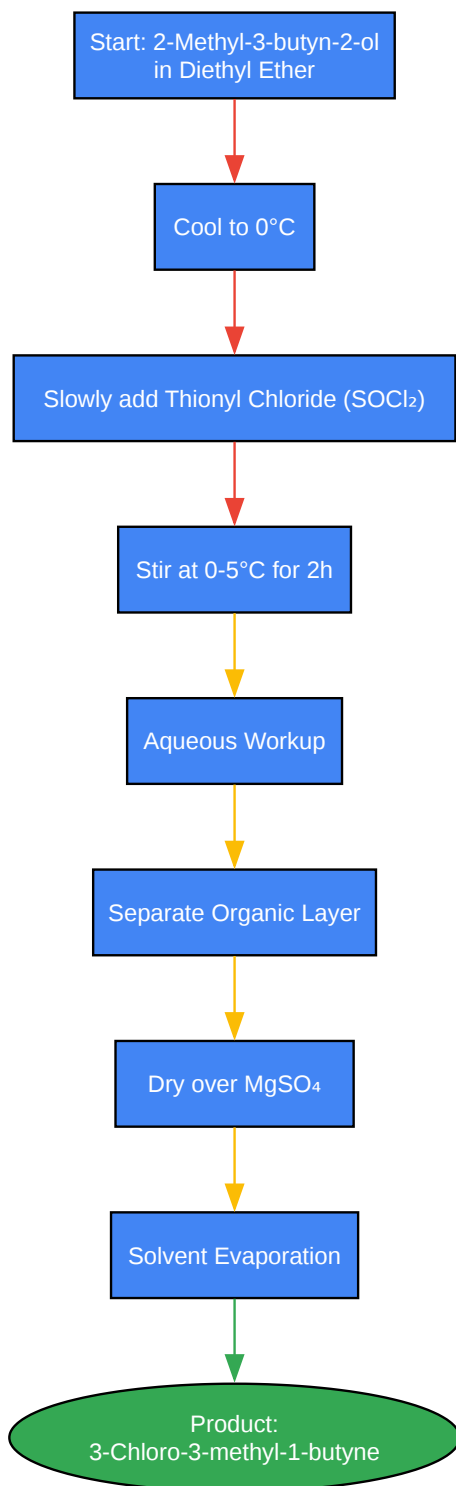 Start: 2-Methyl-3-butyn-2-ol
in Diethyl Ether
Cool to 0°C
Slowly add Thionyl Chloride (SOCl₂)
Stir at 0-5°C for 2h
Aqueous Workup
Separate Organic Layer
Dry over MgSO₄
Solvent Evaporation
Product:
3-Chloro-3-methyl-1-butyne